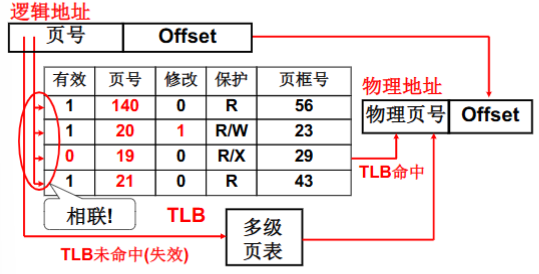 逻辑地址
页号 Offset
有效 页号 修改 保护 页框号
1 140 0 R 56
1 20 1 R/W 23
0 19 0 R/X 29
1 21 0 R 43
物理地址
物理页号 Offset
TLB命中
相联!
TLB
多级
页表
TLB未命中(失效)